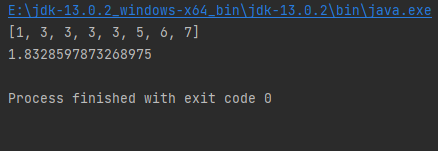 E:\jdk-13.0.2_windows-x64_bin\jdk-13.0.2\bin\java.exe
[1, 3, 3, 3, 3, 5, 6, 7]
1.8328597873268975
Process finished with exit code 0